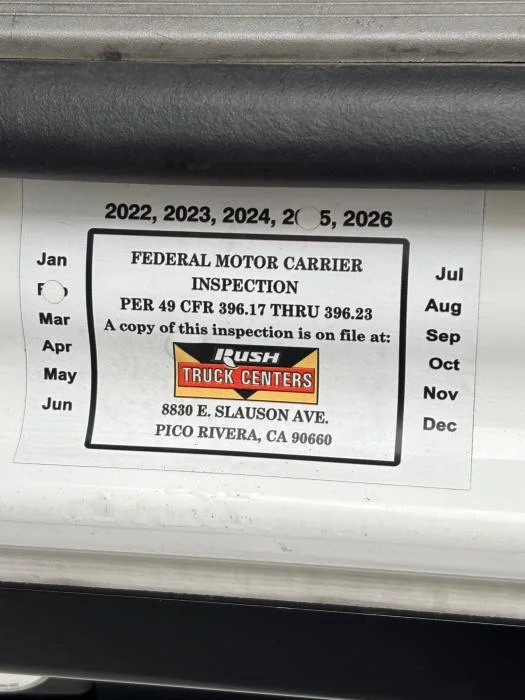 2022, 2023, 2024, 2 5, 2026
Jan
F
Mar
Apr
May
Jun
FEDERAL MOTOR CARRIER
INSPECTION
PER 49 CFR 396.17 THRU 396.23
A copy of this inspection is on file at:
RUSH
TRUCK CENTERS
8830 E. SLAUSON AVE.
PICO RIVERA, CA 90660
Jul
Aug
Sep
Oct
Nov
Dec